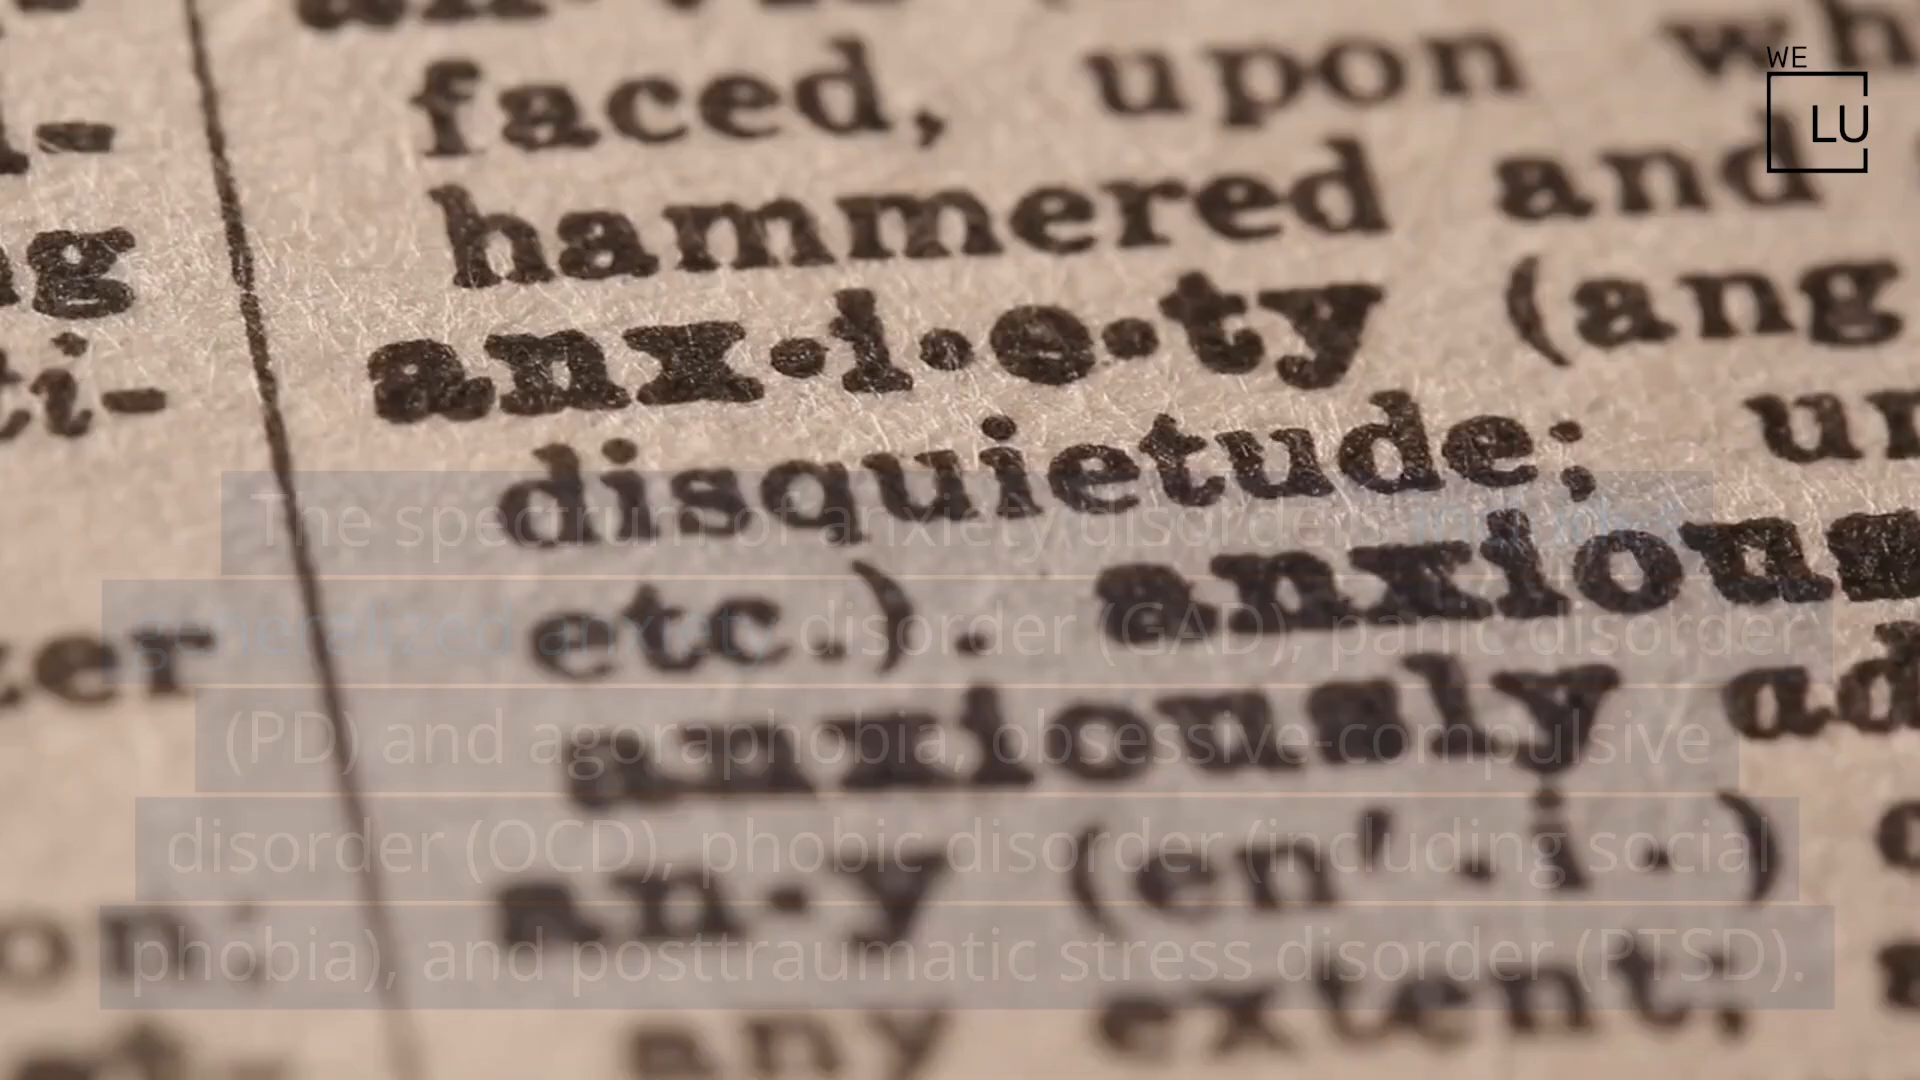 faced, upon
hammered and
anx·i·e·ty (ang
disquietude;
etc.). anxious
anxiously
an·y (en'.i.)
any extent;
WE
LU
The spectrum of anxiety disorders includes
generalized anxiety disorder (GAD), panic disorder
(PD) and agoraphobia, obsessive-compulsive
disorder (OCD), phobic disorder (including social
phobia), and posttraumatic stress disorder (PTSD).